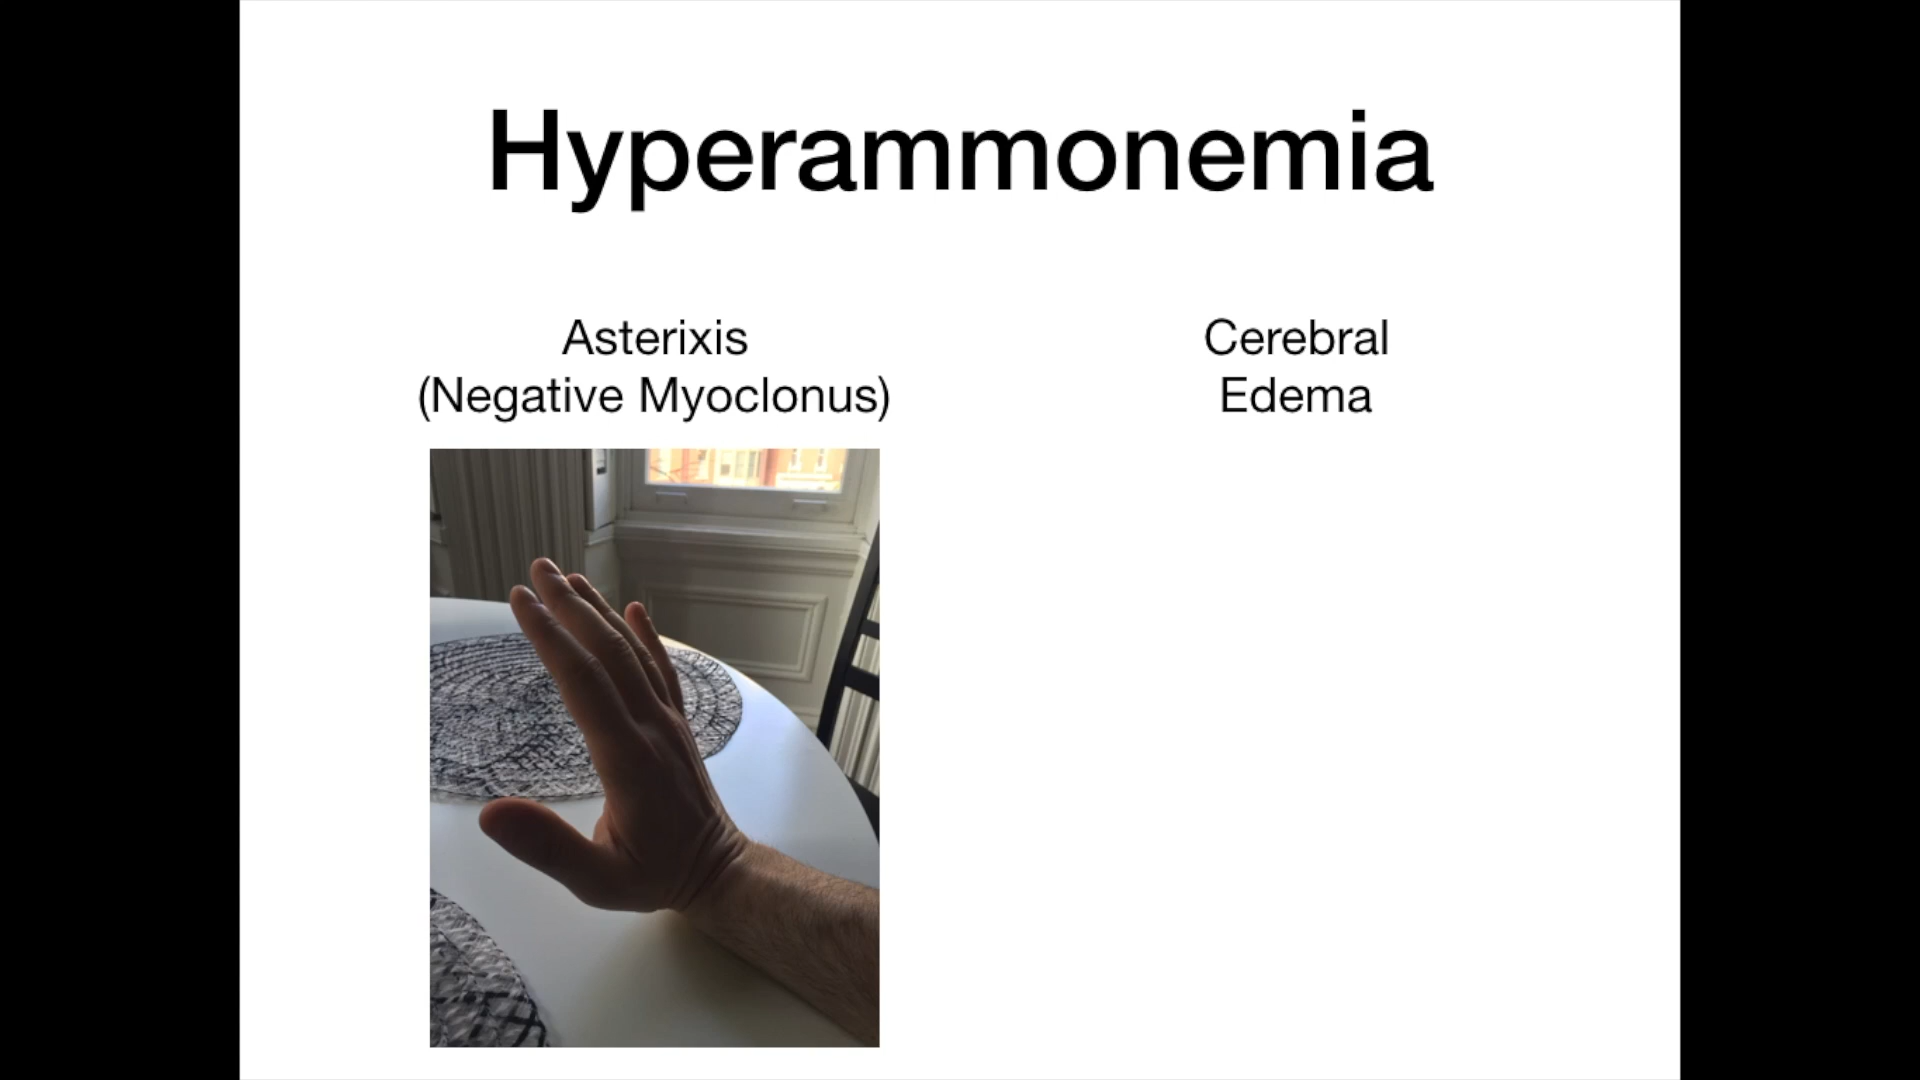 Hyperammonemia
Asterixis
(Negative Myoclonus)
Cerebral
Edema